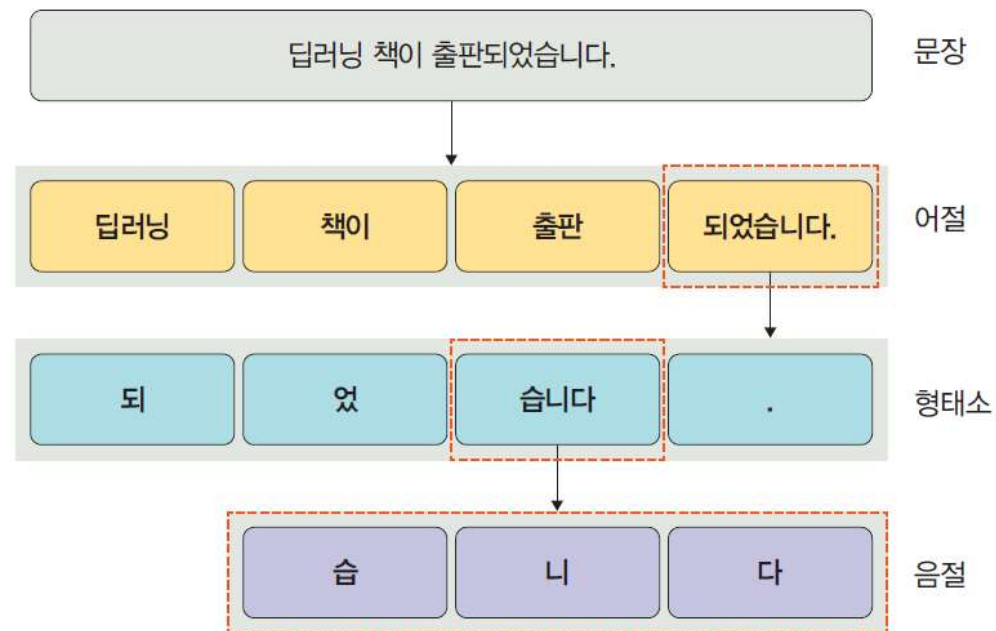 딥러닝 책이 출판되었습니다.
문장
딥러닝 책이 출판 되었습니다.
어절
되 었 습니다 .
형태소
습 니 다
음절